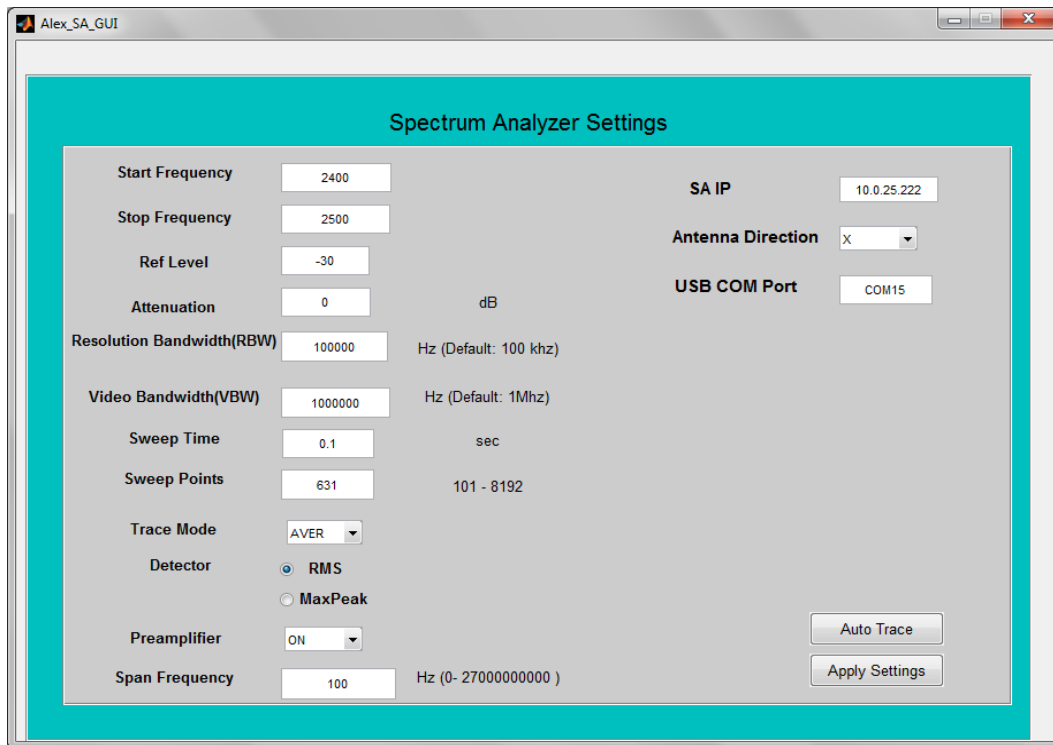 Alex_SA_GUI
Spectrum Analyzer Settings
Start Frequency 2400
Stop Frequency 2500
Ref Level -30
Attenuation 0 dB
Resolution Bandwidth(RBW) 100000 Hz (Default: 100 khz)
Video Bandwidth(VBW) 1000000 Hz (Default: 1Mhz)
Sweep Time 0.1 sec
Sweep Points 631 101 - 8192
Trace Mode AVER
Detector RMS
MaxPeak
Preamplifier ON
Span Frequency 100 Hz (0- 27000000000 )
SA IP 10.0.25.222
Antenna Direction X
USB COM Port COM15
Auto Trace
Apply Settings